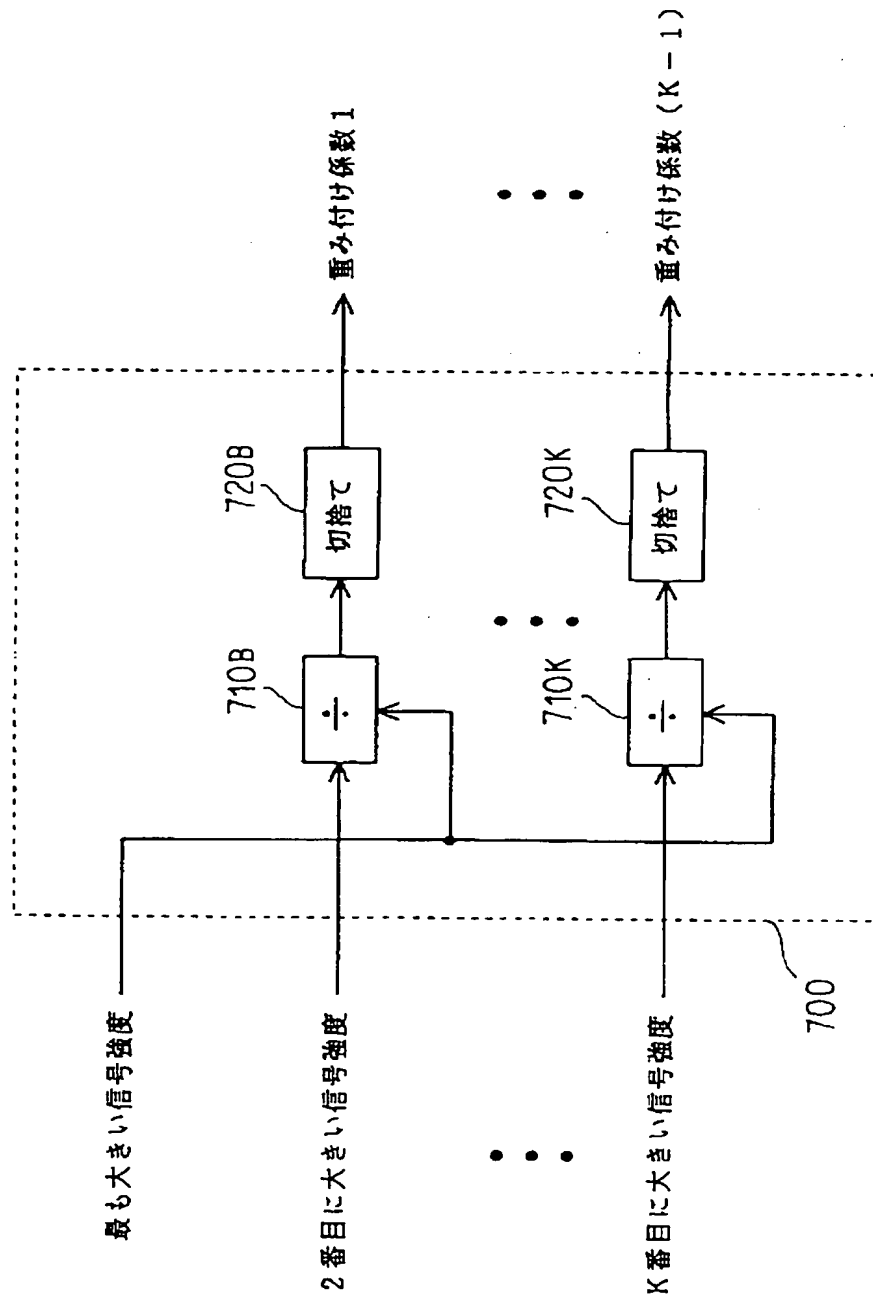 最も大きい信号強度
2番目に大きい信号強度
K番目に大きい信号強度
700
710B
÷
720B
切捨て
重み付け係数1
710K
÷
720K
切捨て
重み付け係数(K-1)